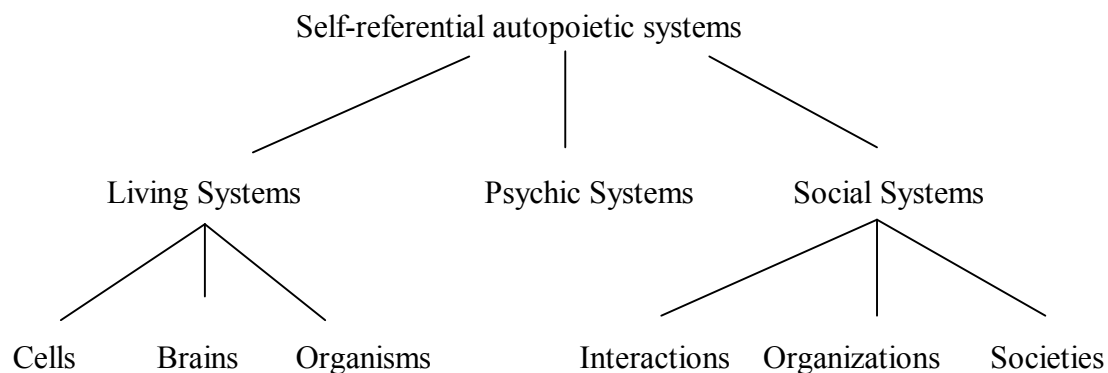 Self-referential autopoietic systems
Living Systems Psychic Systems Social Systems
Cells Brains Organisms Interactions Organizations Societies